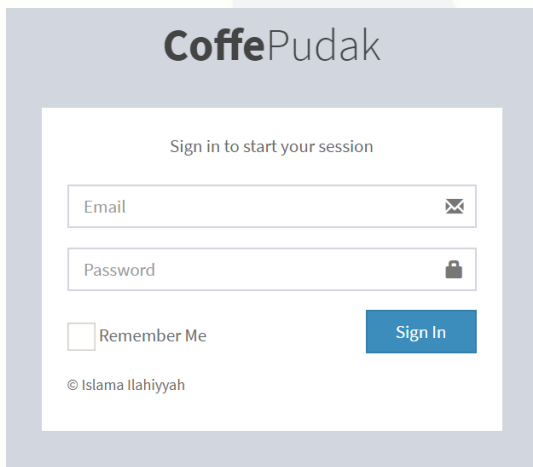 CoffePudak
Sign in to start your session
Email
Password
Remember Me
Sign In
© Islama Ilahiyyah